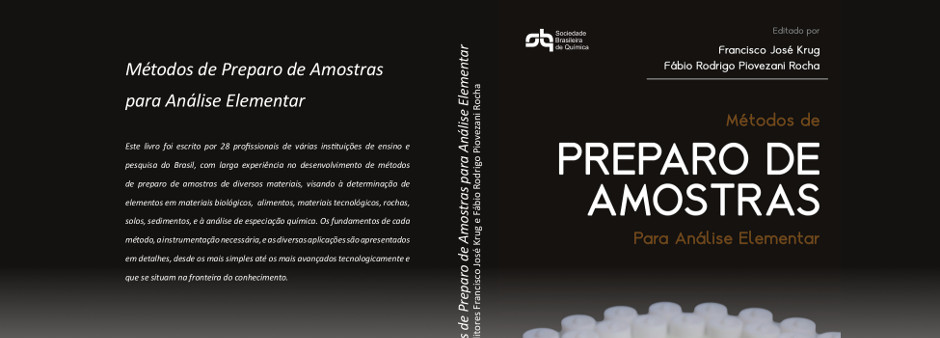 Métodos de Preparo de Amostras
para Análise Elementar
Este livro foi escrito por 28 profissionais de várias instituições de ensino e
pesquisa do Brasil, com larga experiência no desenvolvimento de métodos
de preparo de amostras de diversos materiais, visando à determinação de
elementos em materiais biológicos, alimentos, materiais tecnológicos, rochas,
solos, sedimentos, e à análise de especiação química. Os fundamentos de cada
método, a instrumentação necessária, e as diversas aplicações são apresentados
em detalhes, desde os mais simples até os mais avançados tecnologicamente e
que se situam na fronteira do conhecimento.
s de Preparo de Amostras para Análise Elementar
litores Francisco José Krug e Fábio Rodrigo Piovezani Rocha
sbq
Sociedade
Brasileira
de Química
Editado por
Francisco José Krug
Fábio Rodrigo Piovezani Rocha
Métodos de
PREPARO DE
AMOSTRAS
Para Análise Elementar